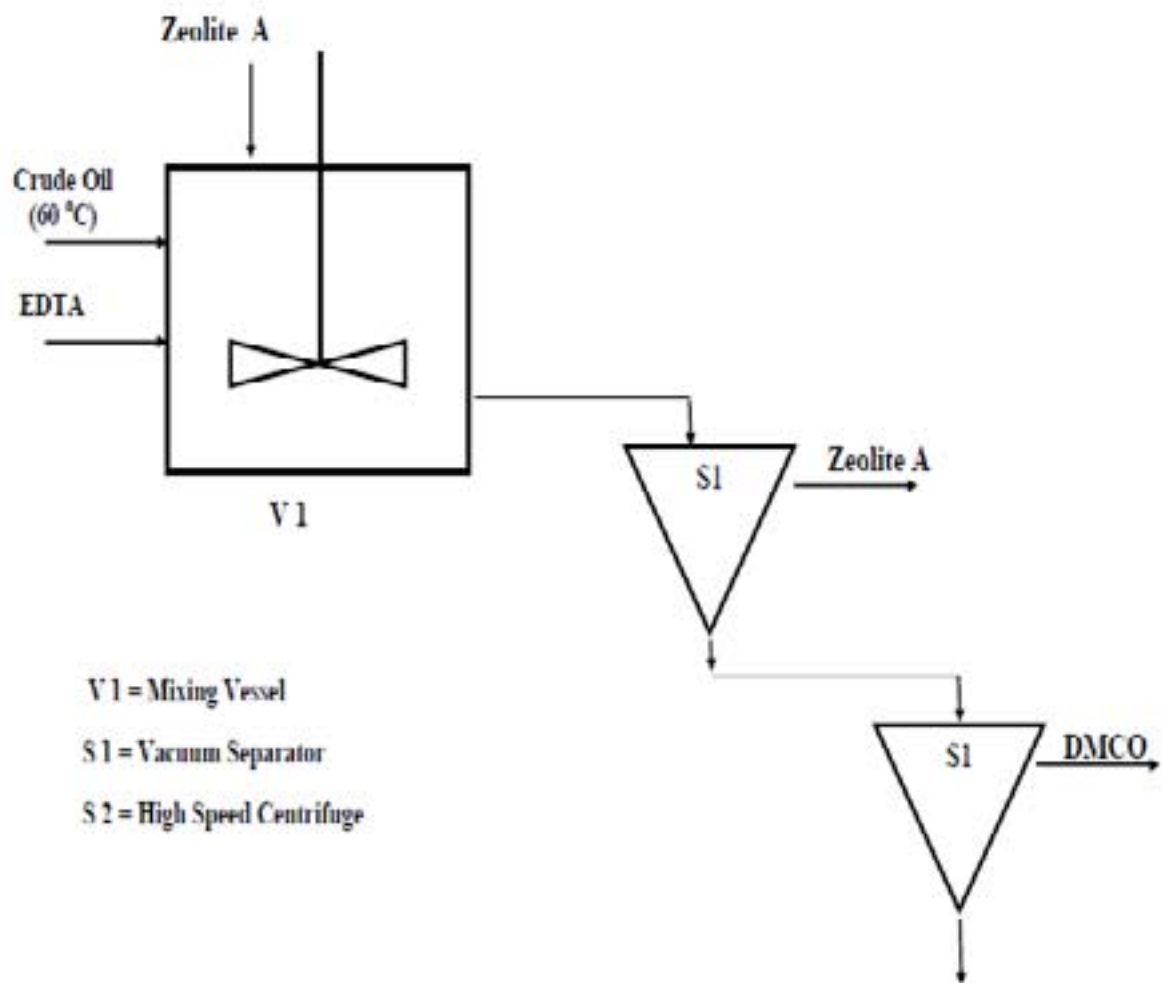 Zeolite A
Crude Oil
(60 ⁰C)
EDTA
V 1
S1
Zeolite A
V 1 = Mixing Vessel
S 1 = Vacuum Separator
S 2 = High Speed Centrifuge
S1
DMCO